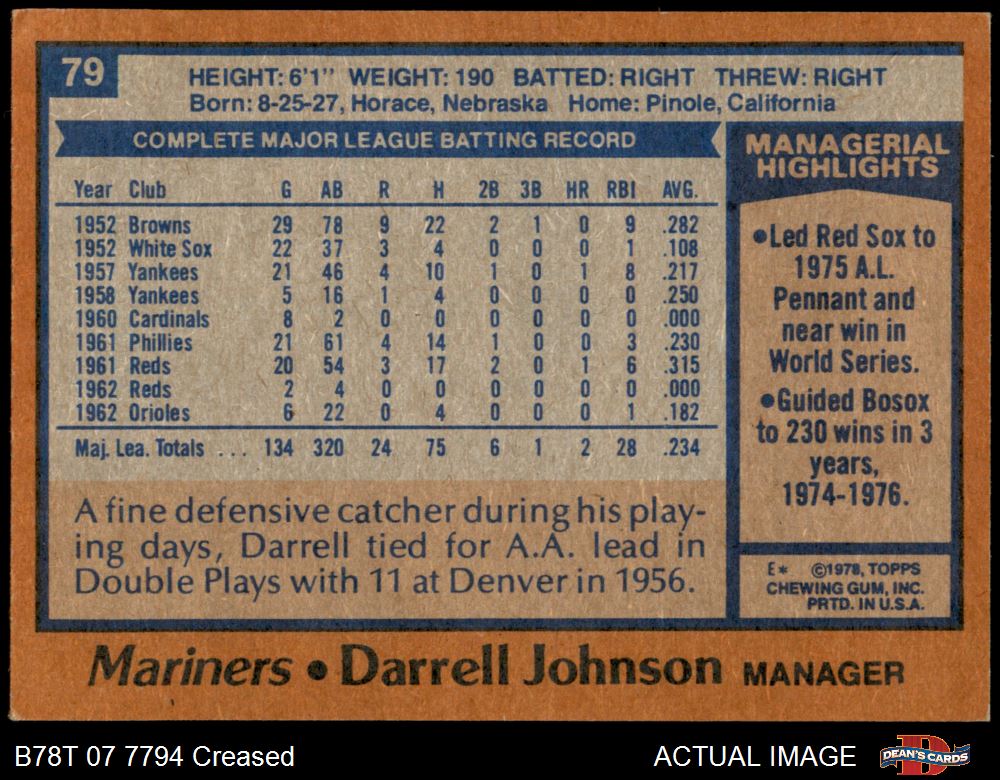 79
HEIGHT: 6'1" WEIGHT: 190 BATTED: RIGHT THREW: RIGHT
Born: 8-25-27, Horace, Nebraska Home: Pinole, California
COMPLETE MAJOR LEAGUE BATTING RECORD
Year Club G AB R H 2B 3B HR RBI AVG.
1952 Browns 29 78 9 22 2 1 0 9 .282
1952 White Sox 22 37 3 4 0 0 0 1 .108
1957 Yankees 21 46 4 10 1 0 1 8 .217
1958 Yankees 5 16 1 4 0 0 0 0 .250
1960 Cardinals 8 2 0 0 0 0 0 0 .000
1961 Phillies 21 61 4 14 1 0 0 3 .230
1961 Reds 20 54 3 17 2 0 1 6 .315
1962 Reds 2 4 0 0 0 0 0 0 .000
1962 Orioles 6 22 0 4 0 0 0 1 .182
Maj. Lea. Totals ... 134 320 24 75 6 1 2 28 .234
A fine defensive catcher during his play-
ing days, Darrell tied for A.A. lead in
Double Plays with 11 at Denver in 1956.
MANAGERIAL
HIGHLIGHTS
•Led Red Sox to
1975 A.L.
Pennant and
near win in
World Series.
•Guided Bosox
to 230 wins in 3
years,
1974-1976.
E* ©1978, TOPPS
CHEWING GUM, INC.
PRTD. IN U.S.A.
Mariners • Darrell Johnson MANAGER
B78T 07 7794 Creased
ACTUAL IMAGE
D
DEAN'S CARDS